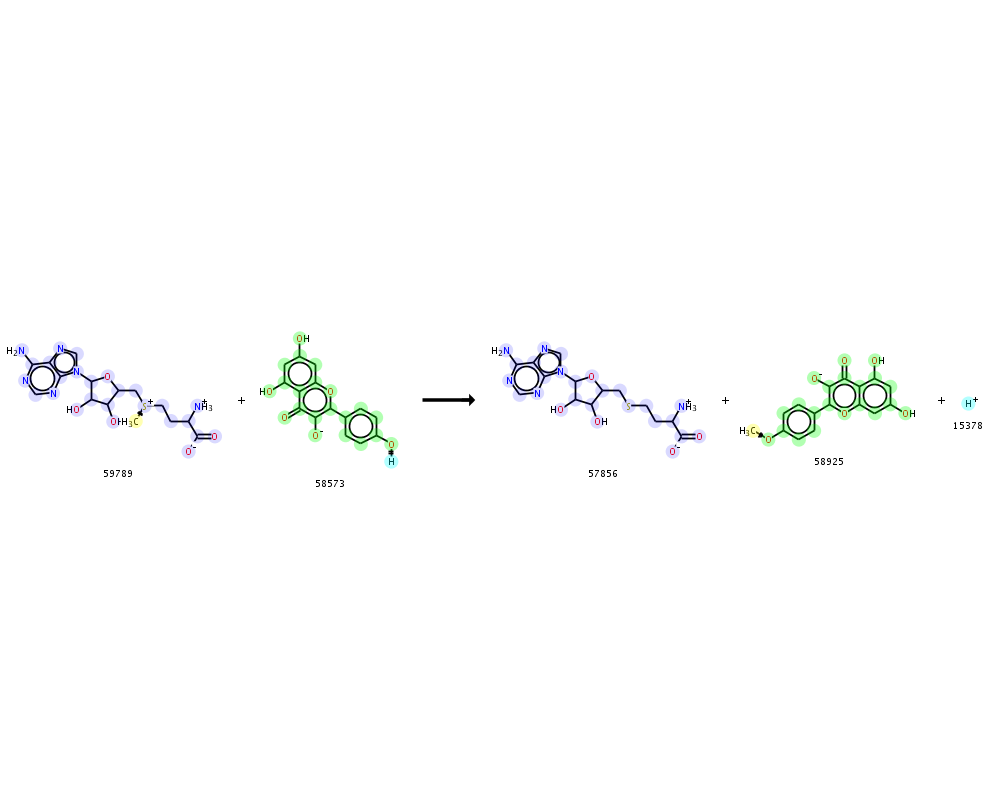 OH
H2N N N N N N O S+ NH3+ HO OH H3C O O-
HO O O O- O H
H2N N N N N N O S NH3+ HO OH O O-
O OH O- O OH H3C O
H+
+ + + +
59789
58573
57856
58925
15378